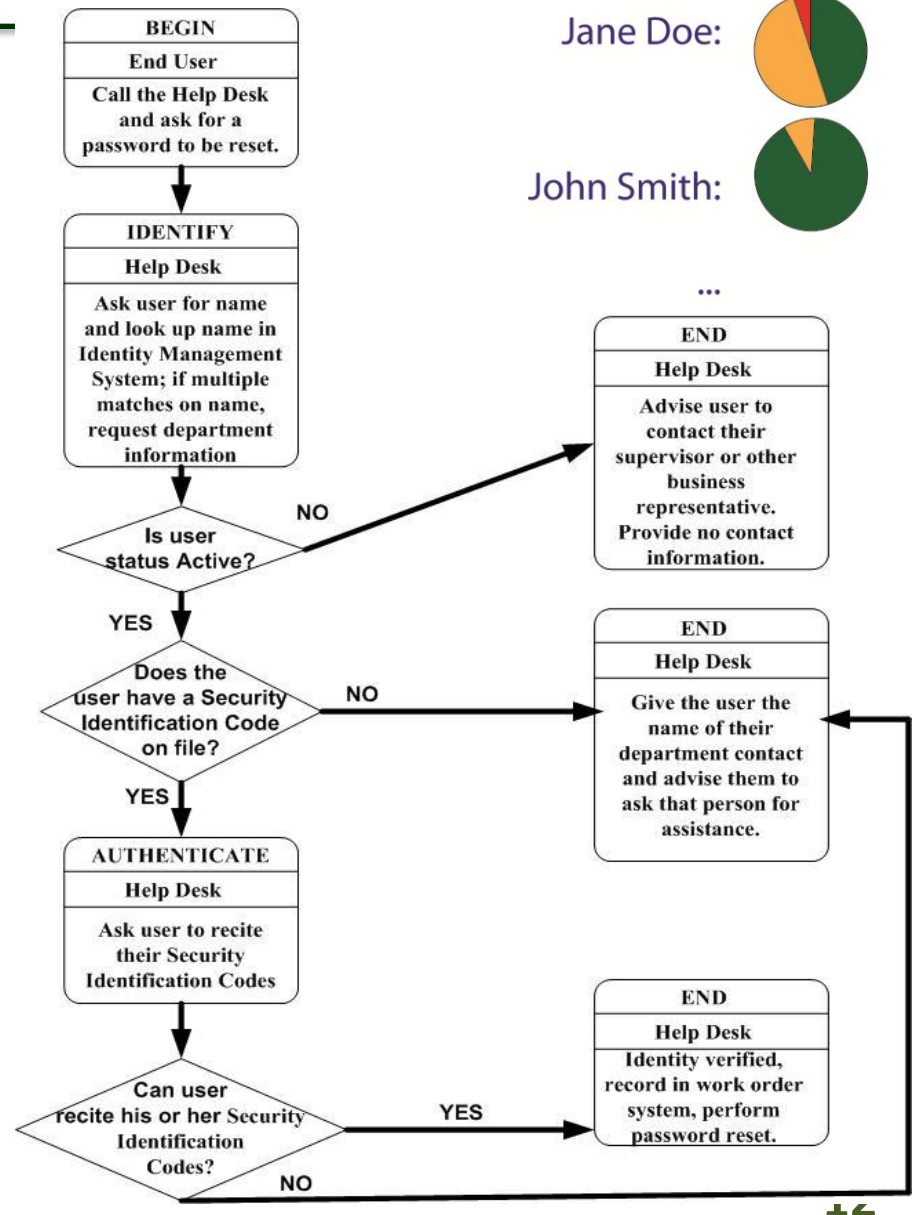 BEGIN
End User
Call the Help Desk
and ask for a
password to be reset.
IDENTIFY
Help Desk
Ask user for name
and look up name in
Identity Management
System; if multiple
matches on name,
request department
information
Is user
status Active?
NO
YES
Does the
user have a Security
Identification Code
on file?
NO
YES
AUTHENTICATE
Help Desk
Ask user to recite
their Security
Identification Codes
Can user
recite his or her Security
Identification
Codes?
YES
NO
Jane Doe:
John Smith:
...
END
Help Desk
Advise user to
contact their
supervisor or other
business
representative.
Provide no contact
information.
END
Help Desk
Give the user the
name of their
department contact
and advise them to
ask that person for
assistance.
END
Help Desk
Identity verified,
record in work order
system, perform
password reset.